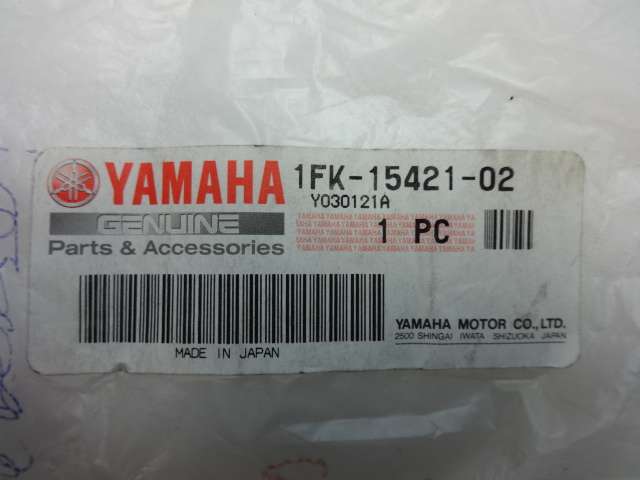 YAMAHA
GENUINE
Parts & Accessories
1FK-15421-02
Y030121A
1 PC
MADE IN JAPAN
YAMAHA MOTOR CO.,LTD.
2500 SHINGAI IWATA SHIZUOKA JAPAN